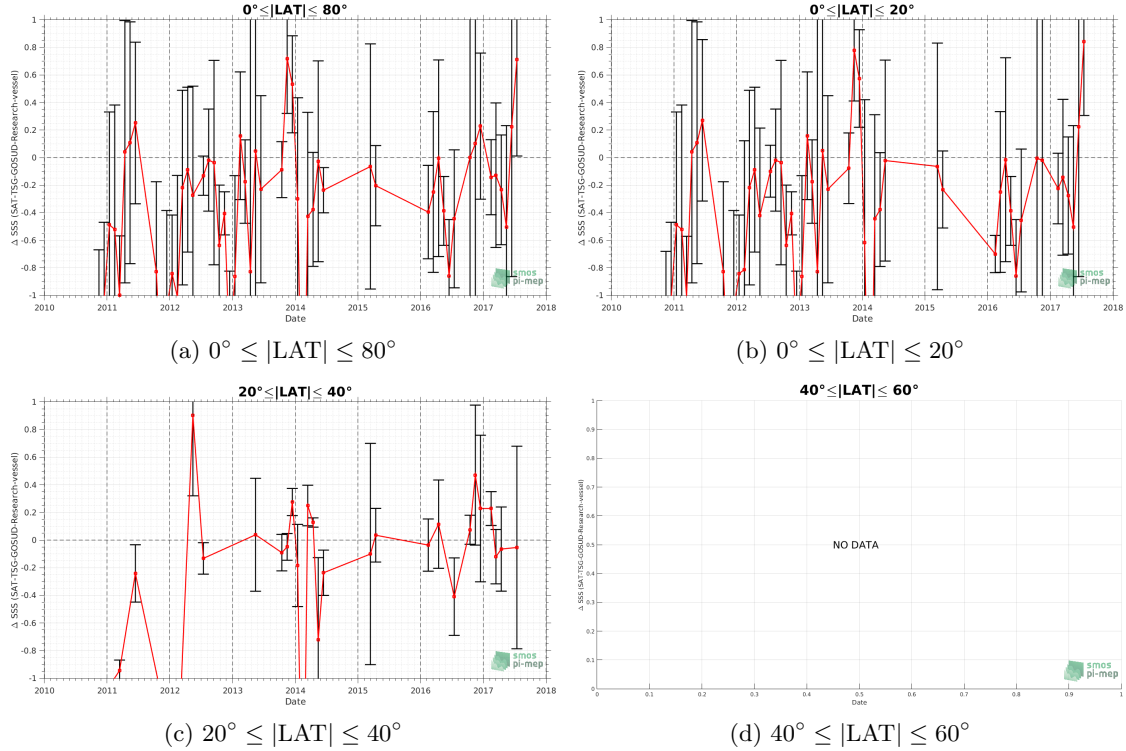 0°≤|LAT|≤ 80°
Δ SSS (SAT-TSG-GOSUD-Research-vessel)
1
0.8
0.6
0.4
0.2
0
-0.2
-0.4
-0.6
-0.8
-1
2010 2011 2012 2013 2014 2015 2016 2017 2018
Date
smos
pi-mep
(a) 0° ≤ |LAT| ≤ 80°
0°≤|LAT|≤ 20°
Δ SSS (SAT-TSG-GOSUD-Research-vessel)
1
0.8
0.6
0.4
0.2
0
-0.2
-0.4
-0.6
-0.8
-1
2010 2011 2012 2013 2014 2015 2016 2017 2018
Date
smos
pi-mep
(b) 0° ≤ |LAT| ≤ 20°
20°≤|LAT|≤ 40°
Δ SSS (SAT-TSG-GOSUD-Research-vessel)
1
0.8
0.6
0.4
0.2
0
-0.2
-0.4
-0.6
-0.8
-1
2010 2011 2012 2013 2014 2015 2016 2017 2018
Date
smos
pi-mep
(c) 20° ≤ |LAT| ≤ 40°
40°≤|LAT|≤ 60°
Δ SSS (SAT-TSG-GOSUD-Research-vessel)
1
0.9
0.8
0.7
0.6
0.5
0.4
0.3
0.2
0.1
0
NO DATA
0 0.1 0.2 0.3 0.4 0.5 0.6 0.7 0.8 0.9 1
Date
smos
pi-mep
(d) 40° ≤ |LAT| ≤ 60°